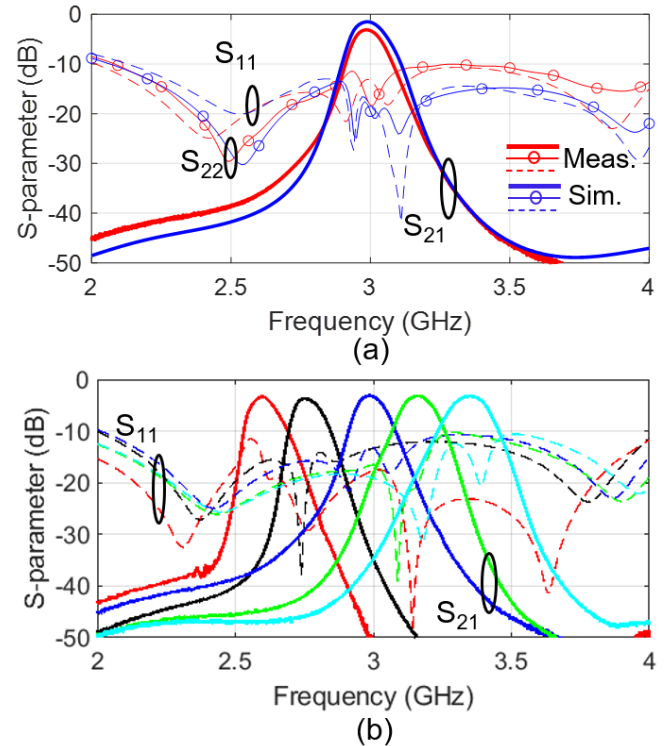 0
-10
-20
-30
-40
-50
S-parameter (dB)
S11
S22
S21
Meas.
Sim.
2 2.5 3 3.5 4
Frequency (GHz)
(a)
0
-10
-20
-30
-40
-50
S-parameter (dB)
S11
S21
2 2.5 3 3.5 4
Frequency (GHz)
(b)